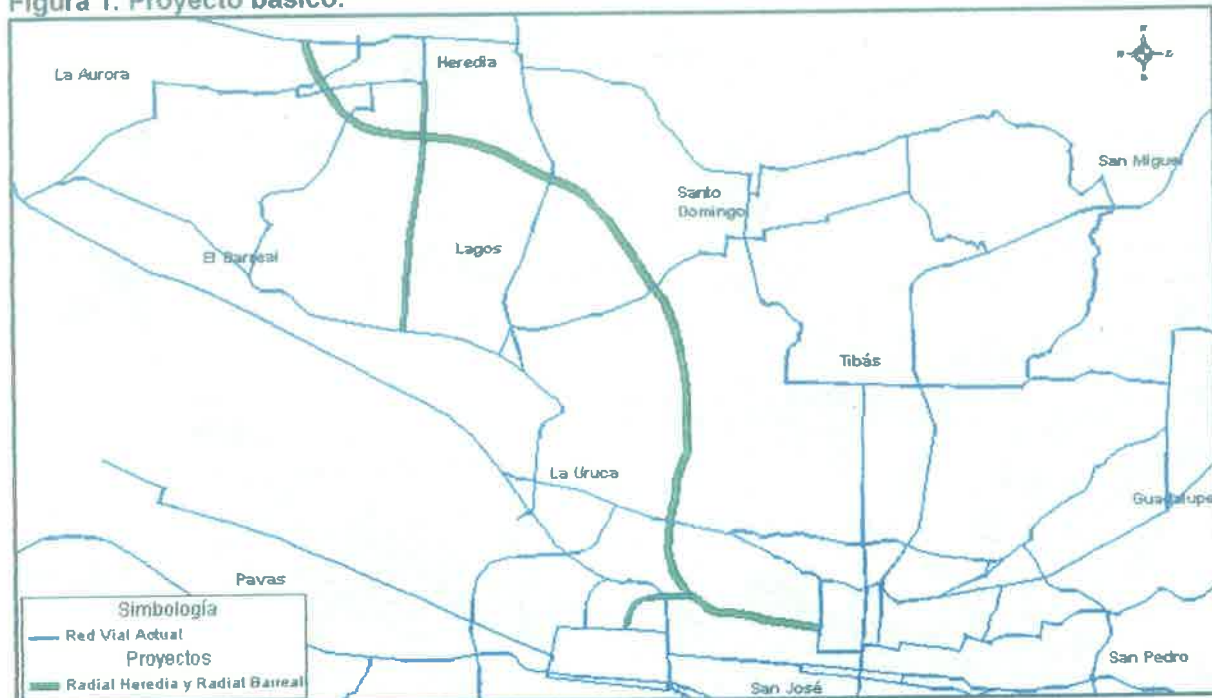 Figura 1. Proyecto básico.
La Aurora
Heredia
N
W
E
S
San Miguel
Santo
Domingo
El Barreal
Lagos
Tibás
La Uruca
Guadalupe
Pavas
Simbología
Red Vial Actual
Proyectos
Radial Heredia y Radial Barreal
San Pedro
San José